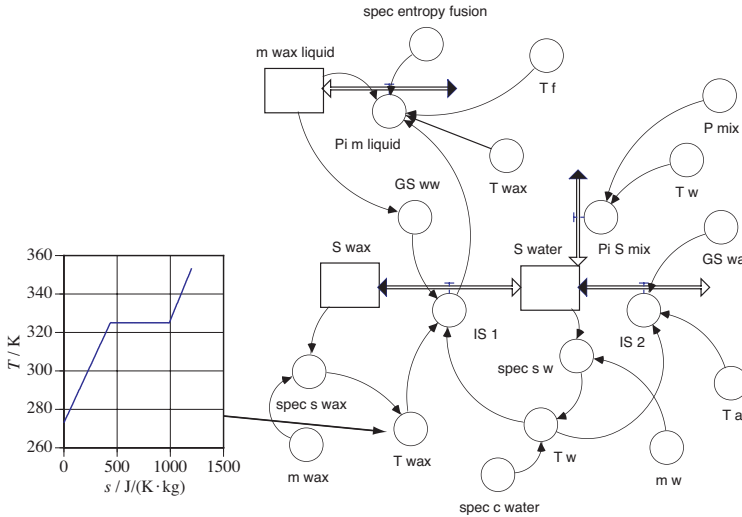 spec entropy fusion
m wax liquid
T f
P mix
Pi m liquid
T wax
T w
GS ww
S wax
S water
Pi S mix
GS wa
360
340
320
300
280
260
T / K
0
500
1000
1500
s / J/(K·kg)
IS 1
IS 2
spec s w
spec s wax
T a
m wax
T wax
T w
m w
spec c water